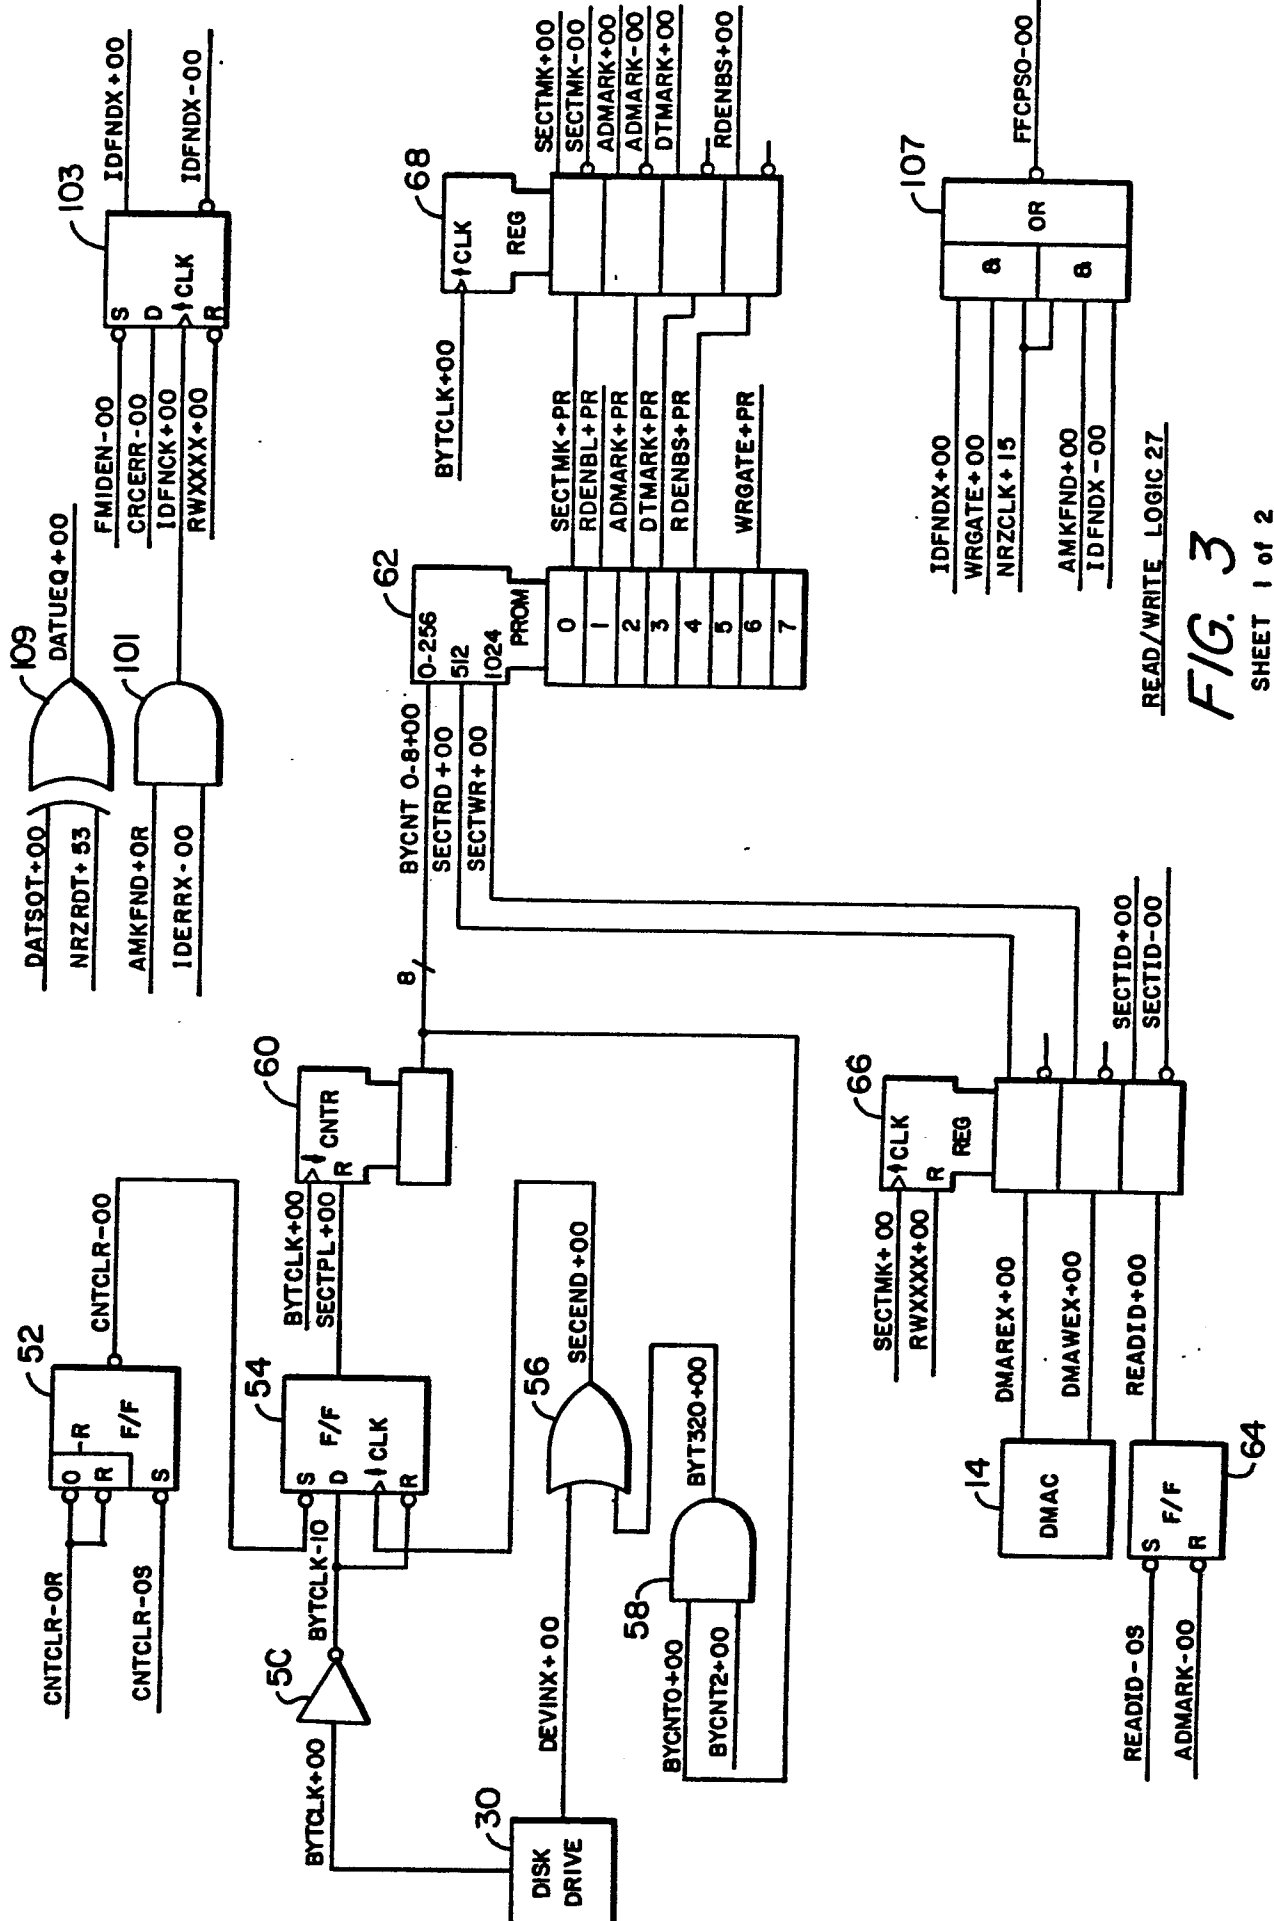 CNTCLR-0R
CNTCLR-0S
O
R
-R
F/F
S
52
CNTCLR-00
DATSOT+00
NRZRDT+53
109
DATUEQ+00
AMKFND+0R
IDERRX-00
101
FMIDEN-00
CRCERR-00
IDFNCK+00
RWXXXX+00
S
D
CLK
R
103
IDFNDX+00
IDFNDX-00
BYTCLK+00
5C
BYTCLK-10
S
D
CLK
R
F/F
54
BYTCLK+00
SECTPL+00
CNTR
R
60
30
DISK
DRIVE
DEVINX+00
56
SECEND+00
BYCNT0+00
BYCNT2+00
58
BYT320+00
8
BYCNT 0-8+00
SECTRD+00
SECTWR+00
0-256
512
1024
PROM
62
0
1
2
3
4
5
6
7
SECTMK+PR
RDENBL+PR
ADMARK+PR
DTMARK+PR
RDENBS+PR
WRGATE+PR
BYTCLK+00
CLK
REG
68
SECTMK+00
SECTMK-00
ADMARK+00
ADMARK-00
DTMARK+00
RDENBS+00
READID-0S
ADMARK-00
S
R
F/F
64
14
DMAC
DMAREX+00
DMAWEX+00
READID+00
SECTMK+00
RWXXXX+00
CLK
R
REG
66
SECTID+00
SECTID-00
IDFNDX+00
WRGATE+00
NRZCLK+15
AMKFND+00
IDFNDX-00
&
&
OR
107
FFCPSO-00
READ/WRITE LOGIC 27
FIG. 3
SHEET 1 of 2